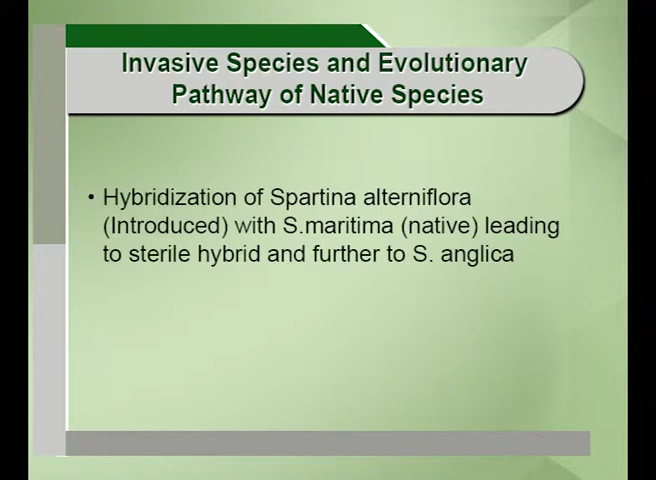 Invasive Species and Evolutionary
Pathway of Native Species
• Hybridization of Spartina alterniflora
(Introduced) with S.maritima (native) leading
to sterile hybrid and further to S. anglica